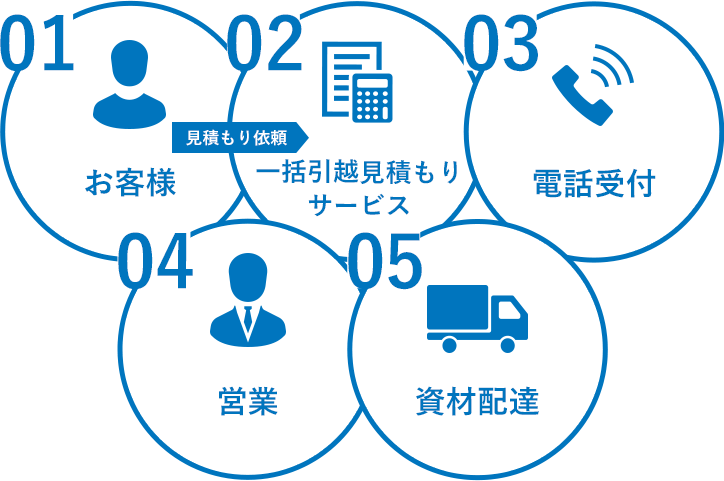 01
お客様
見積もり依頼
02
一括引越見積もり
サービス
03
電話受付
04
営業
05
資材配達